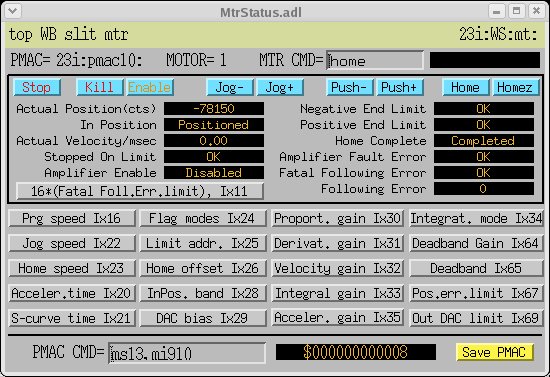 MtrStatus.adl
top WB slit mtr 23i:WS:mt:
PMAC= 23i:pmac10: MOTOR= 1 MTR CMD= home
Stop Kill Enable Jog- Jog+ Push- Push+ Home Homez
Actual Position(cts) -78150 Negative End Limit OK
In Position Positioned Positive End Limit OK
Actual Velocity/msec 0.00 Home Complete Completed
Stopped On Limit OK Amplifier Fault Error OK
Amplifier Enable Disabled Fatal Following Error OK
16*(Fatal Foll.Err.limit), Ix11 Following Error 0
Prg speed Ix16 Flag modes Ix24 Proport. gain Ix30 Integrat. mode Ix34
Jog speed Ix22 Limit addr. Ix25 Derivat. gain Ix31 Deadband Gain Ix64
Home speed Ix23 Home offset Ix26 Velocity gain Ix32 Deadband Ix65
Acceler.time Ix20 InPos. band Ix28 Integral gain Ix33 Pos.err.limit Ix67
S-curve time Ix21 DAC bias Ix29 Acceler. gain Ix35 Out DAC limit Ix69
PMAC CMD= ms13.mi910 $000000000008 Save PMAC